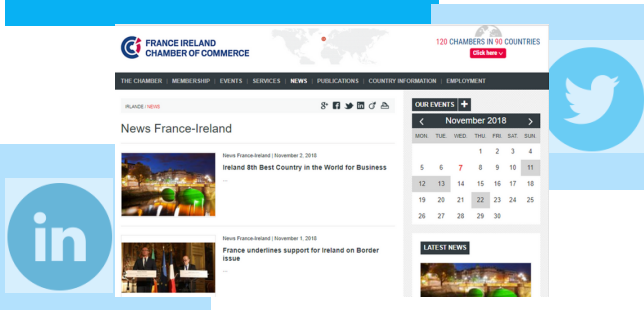 FRANCE IRELAND
CHAMBER OF COMMERCE
120 CHAMBERS IN 90 COUNTRIES
Click here
THE CHAMBER | MEMBERSHIP | EVENTS | SERVICES | NEWS | PUBLICATIONS | COUNTRY INFORMATION | EMPLOYMENT
IRLANDE / NEWS
OUR EVENTS +
News France-Ireland
November 2018
MON. TUE. WED. THU. FRI. SAT. SUN.
1 2 3 4
5 6 7 8 9 10 11
12 13 14 15 16 17 18
19 20 21 22 23 24 25
26 27 28 29 30
News France-Ireland | November 2, 2018
Ireland 8th Best Country in the World for Business
...
News France-Ireland | November 1, 2018
France underlines support for Ireland on Border
issue
...
LATEST NEWS
in